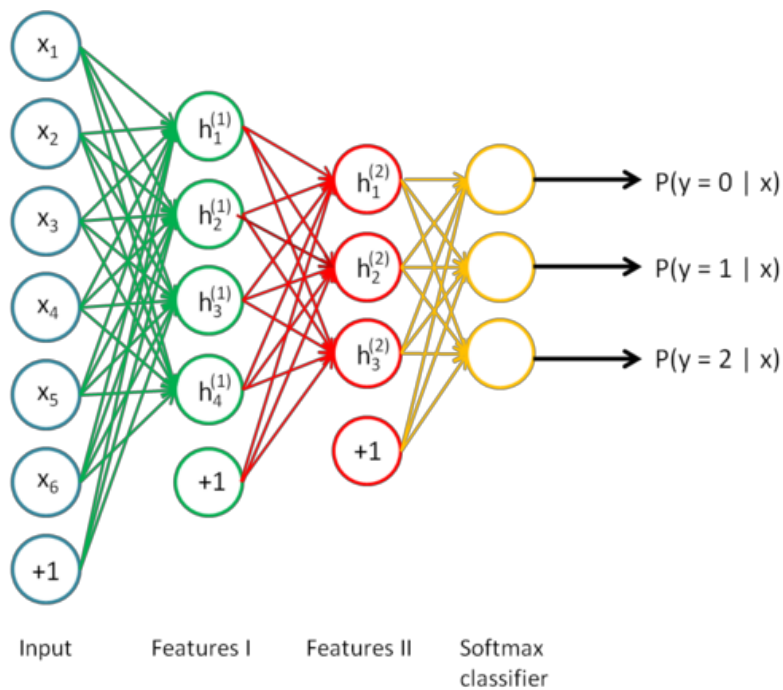 x₁
x₂
x₃
x₄
x₅
x₆
+1
h₁⁽¹⁾
h₂⁽¹⁾
h₃⁽¹⁾
h₄⁽¹⁾
+1
h₁⁽²⁾
h₂⁽²⁾
h₃⁽²⁾
+1
P(y = 0 | x)
P(y = 1 | x)
P(y = 2 | x)
Input
Features I
Features II
Softmax
classifier